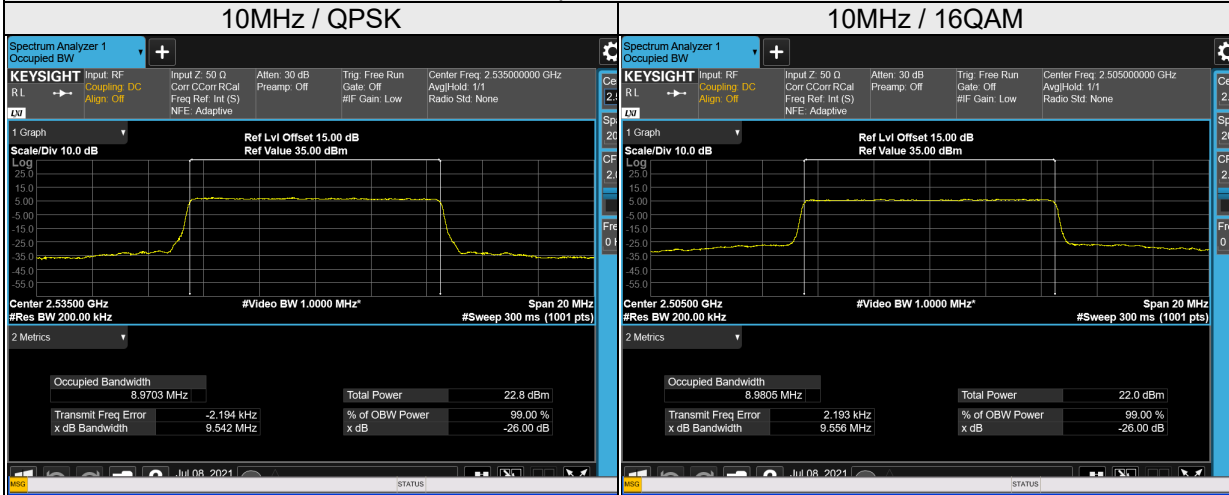 10MHz / QPSK
Spectrum Analyzer 1
Occupied BW
KEYSIGHT
R L
LXI
Input: RF
Coupling: DC
Align: Off
Input Z: 50 Ω
Corr CCorr RCal
Freq Ref: Int (S)
NFE: Adaptive
Atten: 30 dB
Preamp: Off
Trig: Free Run
Gate: Off
#IF Gain: Low
Center Freq: 2.535000000 GHz
Avg|Hold: 1/1
Radio Std: None
1 Graph
Scale/Div 10.0 dB
Ref Lvl Offset 15.00 dB
Ref Value 35.00 dBm
Log
25.0
15.0
5.00
-5.00
-15.0
-25.0
-35.0
-45.0
-55.0
Center 2.53500 GHz
#Video BW 1.0000 MHz*
Span 20 MHz
#Res BW 200.00 kHz
#Sweep 300 ms (1001 pts)
2 Metrics
Occupied Bandwidth
8.9703 MHz
Total Power 22.8 dBm
Transmit Freq Error -2.194 kHz
% of OBW Power 99.00 %
x dB Bandwidth 9.542 MHz
x dB -26.00 dB
Jul 08, 2021
MSG
STATUS
10MHz / 16QAM
Spectrum Analyzer 1
Occupied BW
KEYSIGHT
R L
LXI
Input: RF
Coupling: DC
Align: Off
Input Z: 50 Ω
Corr CCorr RCal
Freq Ref: Int (S)
NFE: Adaptive
Atten: 30 dB
Preamp: Off
Trig: Free Run
Gate: Off
#IF Gain: Low
Center Freq: 2.505000000 GHz
Avg|Hold: 1/1
Radio Std: None
1 Graph
Scale/Div 10.0 dB
Ref Lvl Offset 15.00 dB
Ref Value 35.00 dBm
Log
25.0
15.0
5.00
-5.00
-15.0
-25.0
-35.0
-45.0
-55.0
Center 2.50500 GHz
#Video BW 1.0000 MHz*
Span 20 MHz
#Res BW 200.00 kHz
#Sweep 300 ms (1001 pts)
2 Metrics
Occupied Bandwidth
8.9805 MHz
Total Power 22.0 dBm
Transmit Freq Error 2.193 kHz
% of OBW Power 99.00 %
x dB Bandwidth 9.556 MHz
x dB -26.00 dB
Jul 08, 2021
MSG
STATUS